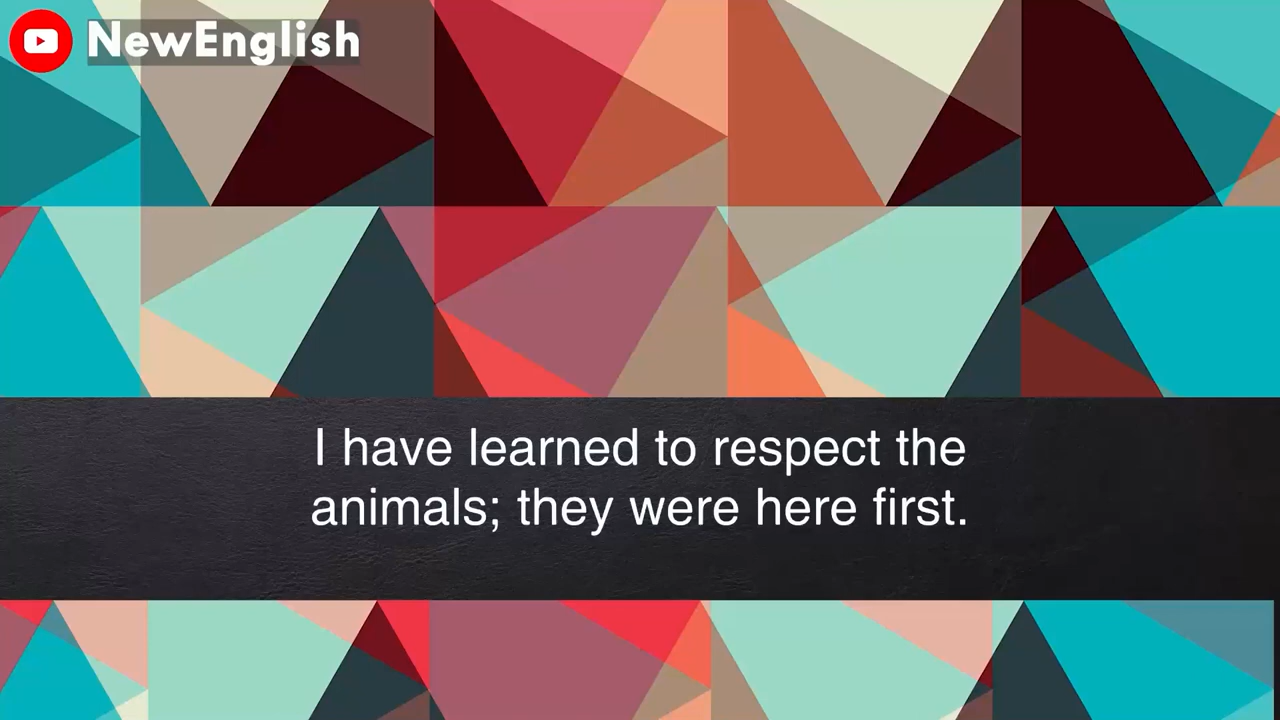 NewEnglish
I have learned to respect the
animals; they were here first.